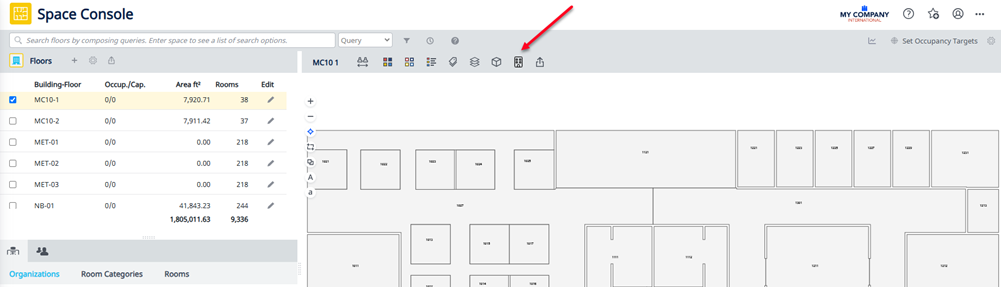 Space Console
MY COMPANY
INTERNATIONAL
Search floors by composing queries. Enter space to see a list of search options.
Query
Set Occupancy Targets
Floors
MC10 1
Building-Floor Occup./Cap. Area ft² Rooms Edit
MC10-1 0/0 7,920.71 38
MC10-2 0/0 7,911.42 37
MET-01 0/0 0.00 218
MET-02 0/0 0.00 218
MET-03 0/0 0.00 218
NB-01 0/0 41,843.23 244
1,805,011.63 9,336
A
a
Organizations Room Categories Rooms